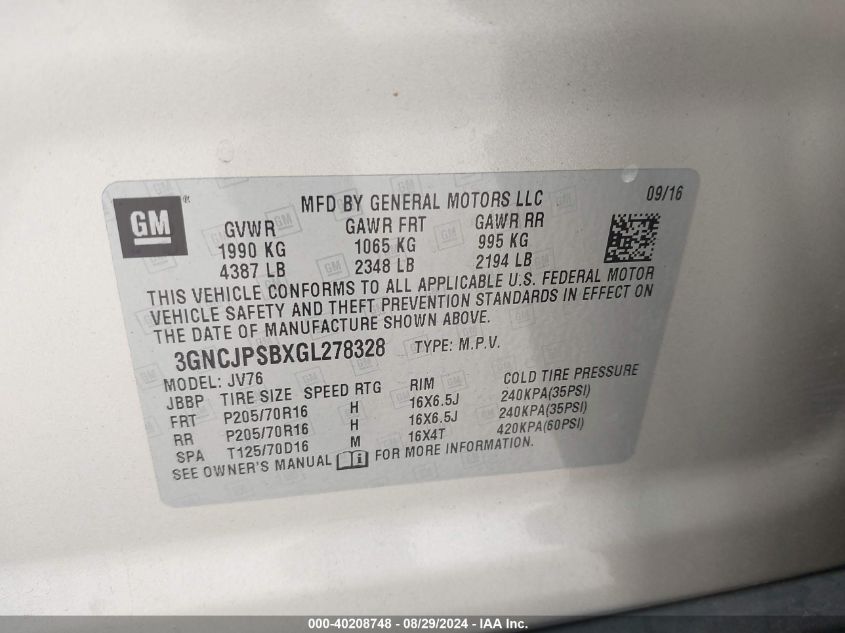 GM ®
MFD BY GENERAL MOTORS LLC 09/16
GVWR GAWR FRT GAWR RR
1990 KG 1065 KG 995 KG
4387 LB 2348 LB 2194 LB
THIS VEHICLE CONFORMS TO ALL APPLICABLE U.S. FEDERAL MOTOR
VEHICLE SAFETY AND THEFT PREVENTION STANDARDS IN EFFECT ON
THE DATE OF MANUFACTURE SHOWN ABOVE.
3GNCJPSBXGL278328 TYPE: M.P.V.
MODEL: JV76
JBBP TIRE SIZE SPEED RTG RIM COLD TIRE PRESSURE
FRT P205/70R16 H 16X6.5J 240KPA(35PSI)
RR P205/70R16 H 16X6.5J 240KPA(35PSI)
SPA T125/70D16 M 16X4T 420KPA(60PSI)
SEE OWNER'S MANUAL FOR MORE INFORMATION.
000-40208748 - 08/29/2024 - IAA Inc.